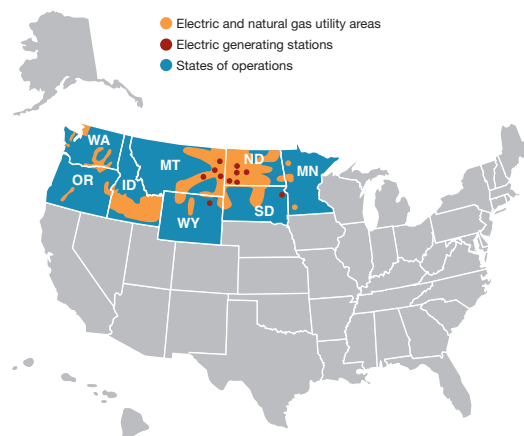 Electric and natural gas utility areas
Electric generating stations
States of operations
WA
MT
ND
MN
OR
ID
SD
WY